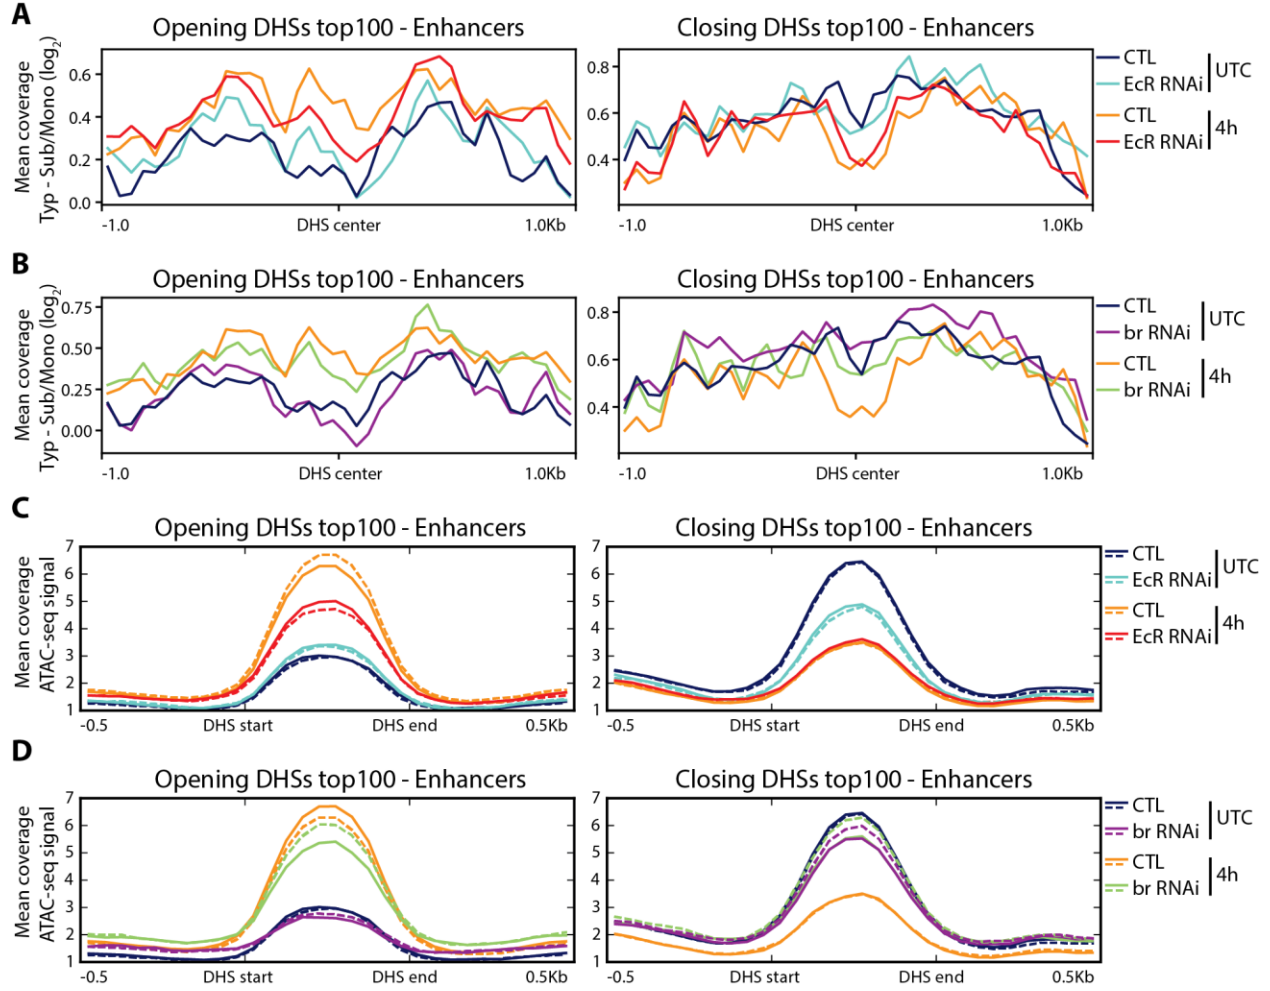 A
Opening DHSs top100 - Enhancers
Closing DHSs top100 - Enhancers
Mean coverage
Typ - Sub/Mono (log2)
0.6
0.4
0.2
0.0
-1.0
DHS center
1.0Kb
0.8
0.6
0.4
-1.0
DHS center
1.0Kb
CTL
EcR RNAi
UTC
CTL
EcR RNAi
4h
B
Opening DHSs top100 - Enhancers
Closing DHSs top100 - Enhancers
Mean coverage
Typ - Sub/Mono (log2)
0.75
0.50
0.25
0.00
-1.0
DHS center
1.0Kb
0.8
0.6
0.4
-1.0
DHS center
1.0Kb
CTL
br RNAi
UTC
CTL
br RNAi
4h
C
Opening DHSs top100 - Enhancers
Closing DHSs top100 - Enhancers
Mean coverage
ATAC-seq signal
7
6
5
4
3
2
1
-0.5
DHS start
DHS end
0.5Kb
7
6
5
4
3
2
1
-0.5
DHS start
DHS end
0.5Kb
CTL
EcR RNAi
UTC
CTL
EcR RNAi
4h
D
Opening DHSs top100 - Enhancers
Closing DHSs top100 - Enhancers
Mean coverage
ATAC-seq signal
7
6
5
4
3
2
1
-0.5
DHS start
DHS end
0.5Kb
7
6
5
4
3
2
1
-0.5
DHS start
DHS end
0.5Kb
CTL
br RNAi
UTC
CTL
br RNAi
4h